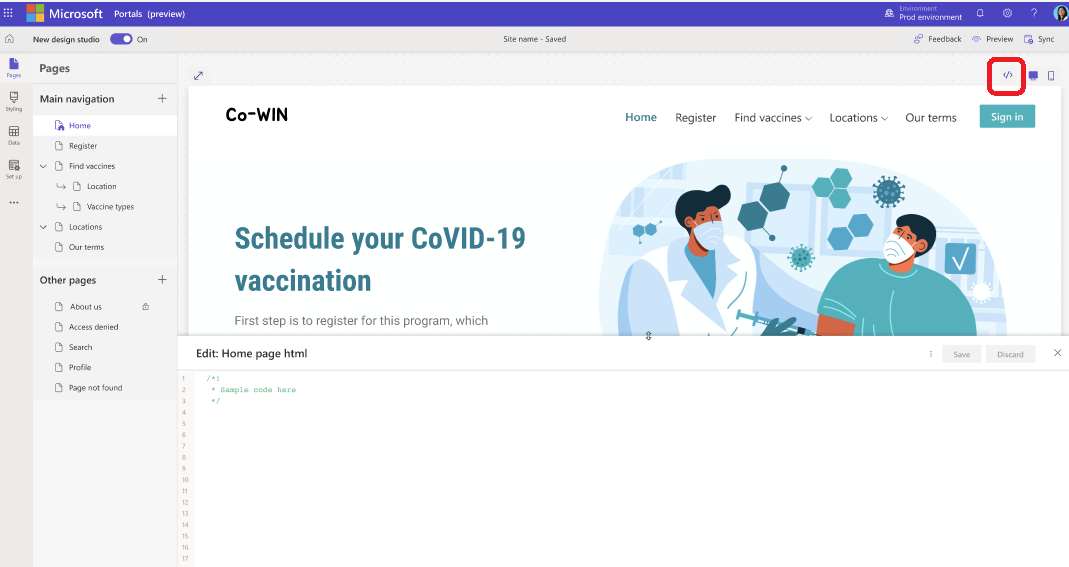 Microsoft Portals (preview)
Environment
Prod environment
?
New design studio On
Site name - Saved
Feedback Preview Sync
Pages
Styling
Data
Set up
Pages
Main navigation
Home
Register
Find vaccines
Location
Vaccine types
Locations
Our terms
Other pages
About us
Access denied
Search
Profile
Page not found
</>
Co-WIN
Home Register Find vaccines Locations Our terms Sign in
Schedule your CoVID-19
vaccination
First step is to register for this program, which
Edit: Home page html
Save Discard
1 /*!
2 * Sample code here
3 */
4
5
6
7
8
9
10
11
12
13
14
15
16
17